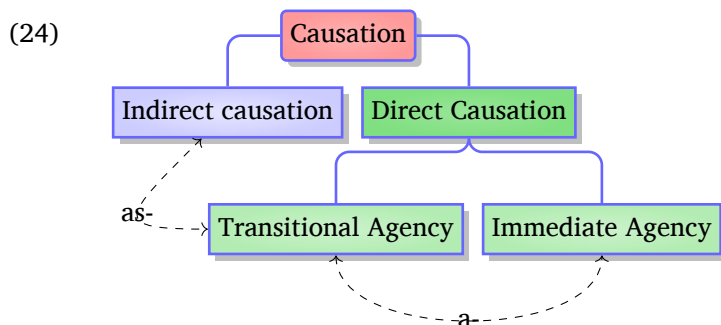 (24)
Causation
Indirect causation Direct Causation
as-
Transitional Agency Immediate Agency
a-